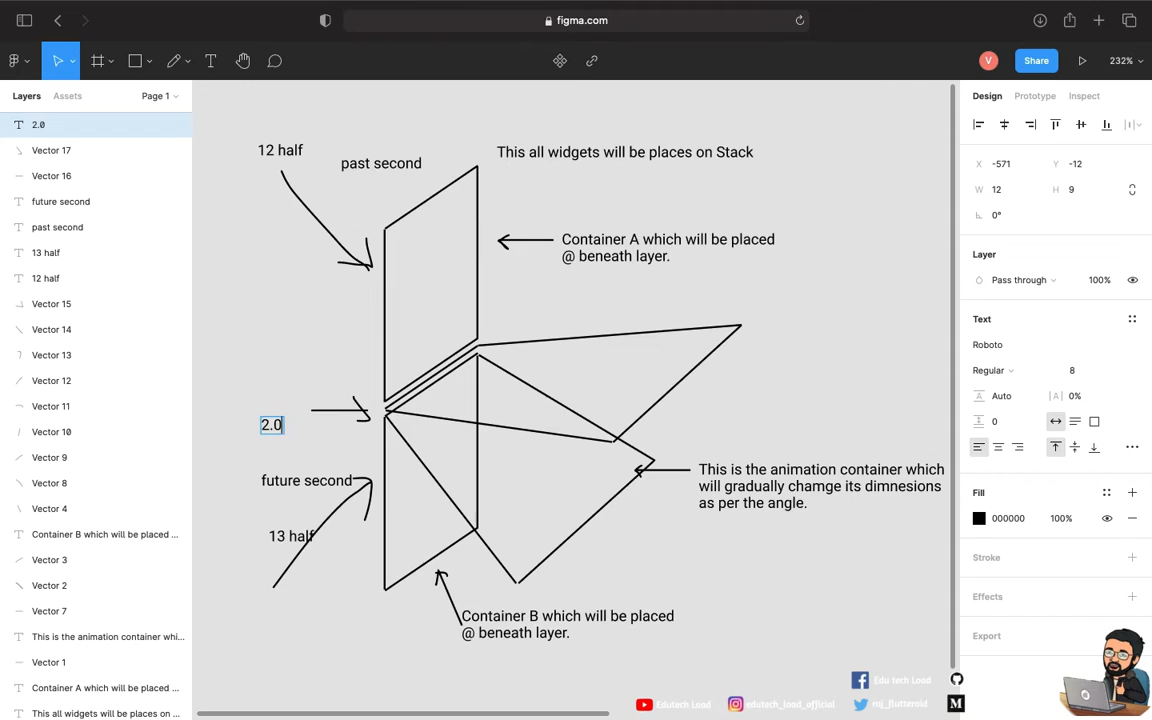 figma.com
Share
232%
V
Layers
Assets
Page 1
Design
Prototype
Inspect
2.0
Vector 17
Vector 16
future second
past second
13 half
12 half
Vector 15
Vector 14
Vector 13
Vector 12
Vector 11
Vector 10
Vector 9
Vector 8
Vector 4
Container B which will be placed ...
Vector 3
Vector 2
Vector 7
This is the animation container whi...
Vector 1
Container A which will be placed ...
This all widgets will be places on ...
12 half
past second
This all widgets will be places on Stack
Container A which will be placed
@ beneath layer.
2.0
future second
13 half
This is the animation container which
will gradually chamge its dimnesions
as per the angle.
Container B which will be placed
@ beneath layer.
X -571 Y -12
W 12 H 9
0°
Layer
Pass through 100%
Text
Roboto
Regular 8
Auto |A| 0%
0
Fill
000000 100%
Stroke
Effects
Export
Edu tech Load
Edutech Load
edutech_load_official
raj_flutteroid